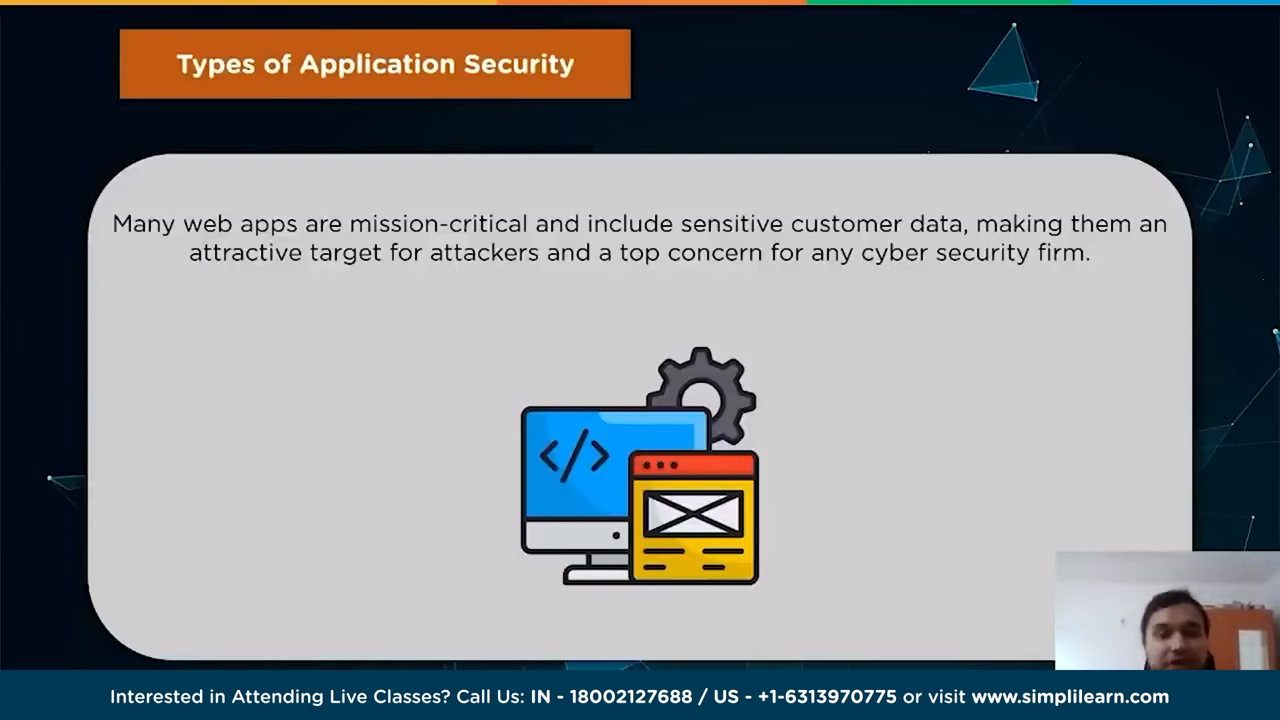 Types of Application Security
Many web apps are mission-critical and include sensitive customer data, making them an
attractive target for attackers and a top concern for any cyber security firm.
</>
Interested in Attending Live Classes? Call Us: IN - 18002127688 / US - +1-6313970775 or visit www.simplilearn.com